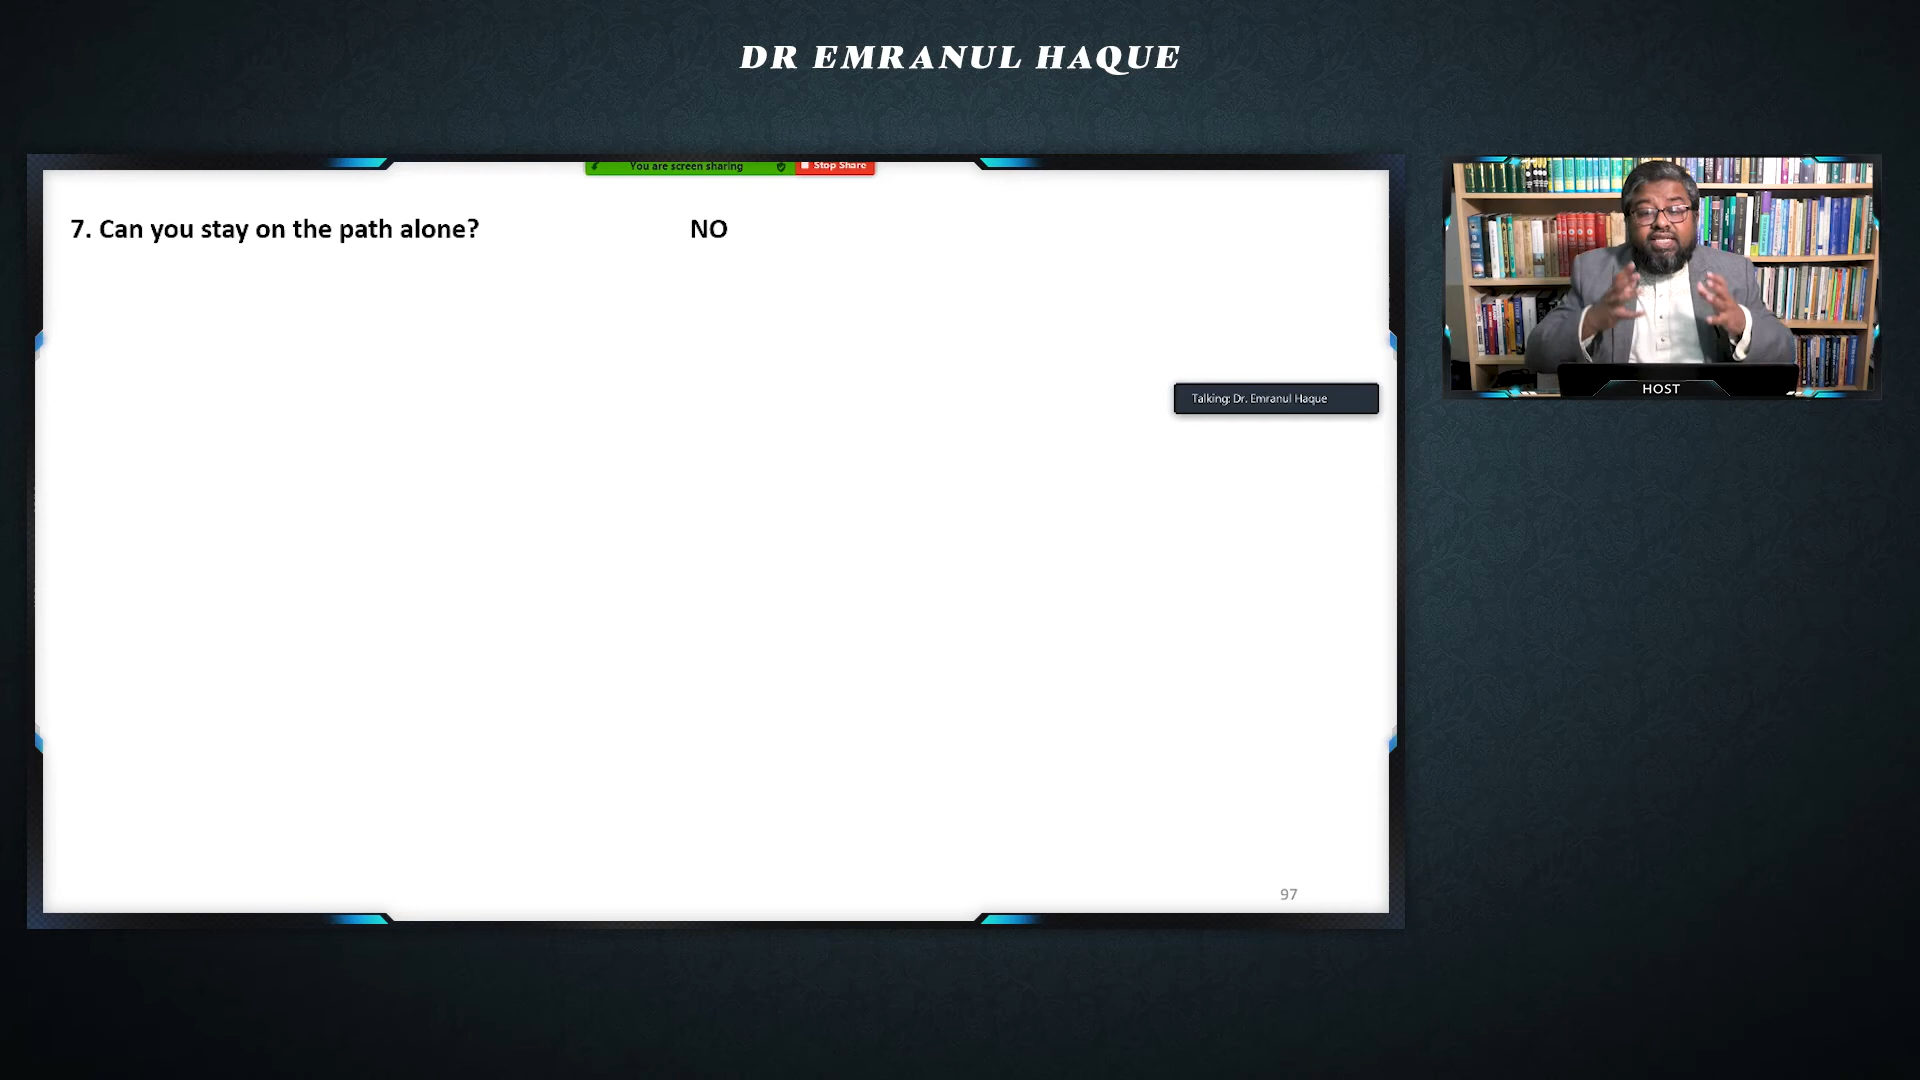 DR EMRANUL HAQUE
You are screen sharing
Stop Share
7. Can you stay on the path alone? NO
Talking: Dr. Emranul Haque
HOST
97